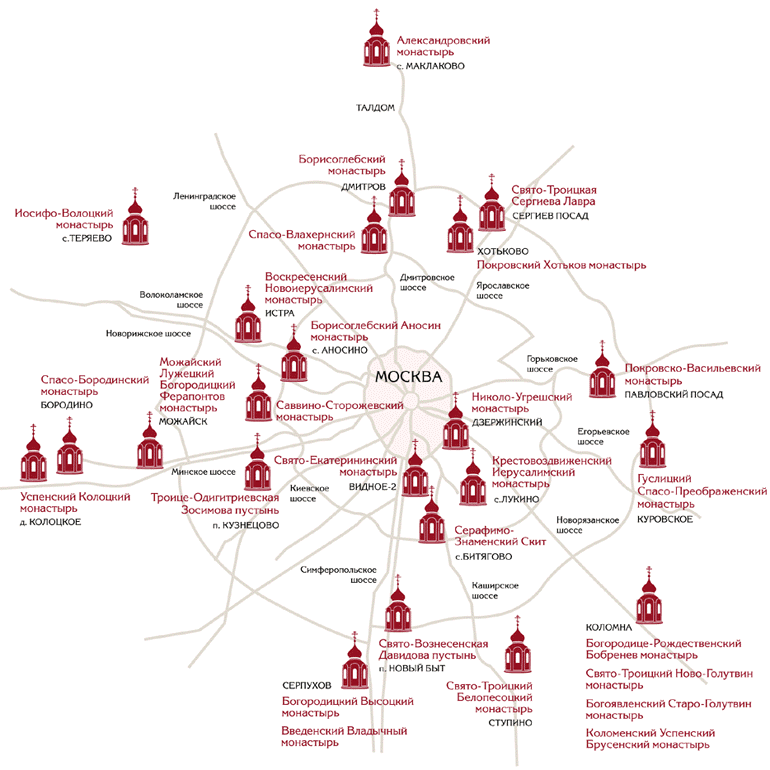 Александровский
монастырь
с. МАКЛАКОВО
ТАЛДОМ
Борисоглебский
монастырь
ДМИТРОВ
Свято-Троицкая
Сергиева Лавра
СЕРГИЕВ ПОСАД
Ленинградское
шоссе
Иосифо-Волоцкий
монастырь
с.ТЕРЯЕВО
Спасо-Влахернский
монастырь
ХОТЬКОВО
Покровский Хотьков монастырь
Дмитровское
шоссе
Ярославское
шоссе
Воскресенский
Новоиерусалимский
монастырь
ИСТРА
Волоколамское
шоссе
Новорижское шоссе
Борисоглебский Аносин
монастырь
с. АНОСИНО
МОСКВА
Горьковское
шоссе
Покровско-Васильевский
монастырь
ПАВЛОВСКИЙ ПОСАД
Можайский
Лужецкий
Богородицкий
Ферапонтов
монастырь
МОЖАЙСК
Спасо-Бородинский
монастырь
БОРОДИНО
Саввино-Сторожевский
монастырь
Николо-Угрешский
монастырь
ДЗЕРЖИНСКИЙ
Егорьевское
шоссе
Успенский Колоцкий
монастырь
д. КОЛОЦКОЕ
Минское шоссе
Троице-Одигитриевская
Зосимова пустынь
п. КУЗНЕЦОВО
Киевское
шоссе
Свято-Екатерининский
монастырь
ВИДНОЕ-2
Крестовоздвиженский
Иерусалимский
монастырь
с.ЛУКИНО
Гуслицкий
Спасо-Преображенский
монастырь
КУРОВСКОЕ
Серафимо-
Знаменский Скит
с.БИТЯГОВО
Новорязанское
шоссе
Симферопольское
шоссе
Каширское
шоссе
Свято-Вознесенская
Давидова пустынь
п. НОВЫЙ БЫТ
СЕРПУХОВ
Богородицкий Высоцкий
монастырь
Введенский Владычный
монастырь
Свято-Троицкий
Белопесоцкий
монастырь
СТУПИНО
КОЛОМНА
Богородице-Рождественский
Бобренев монастырь
Свято-Троицкий Ново-Голутвин
монастырь
Богоявленский Старо-Голутвин
монастырь
Коломенский Успенский
Брусенский монастырь